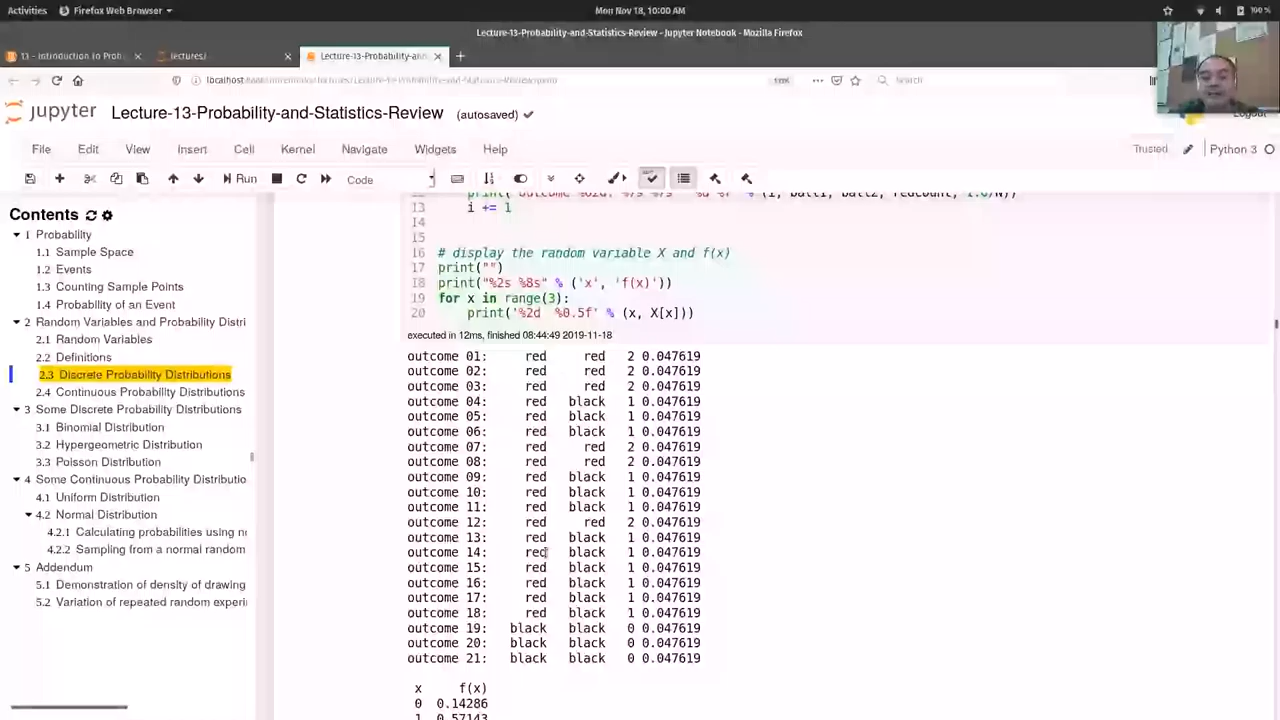 Activities Firefox Web Browser Mon Nov 18, 10:00 AM 100 %
Lecture-13-Probability-and-Statistics-Review - Jupyter Notebook - Mozilla Firefox
13 - Introduction to Prob lectures/ Lecture-13-Probability-and-
Search
jupyter Lecture-13-Probability-and-Statistics-Review (autosaved) Logout
File Edit View Insert Cell Kernel Navigate Widgets Help Trusted Python 3
Run Code
Contents
1 Probability
1.1 Sample Space
1.2 Events
1.3 Counting Sample Points
1.4 Probability of an Event
2 Random Variables and Probability Distri
2.1 Random Variables
2.2 Definitions
2.3 Discrete Probability Distributions
2.4 Continuous Probability Distributions
3 Some Discrete Probability Distributions
3.1 Binomial Distribution
3.2 Hypergeometric Distribution
3.3 Poisson Distribution
4 Some Continuous Probability Distributio
4.1 Uniform Distribution
4.2 Normal Distribution
4.2.1 Calculating probabilities using n
4.2.2 Sampling from a normal random
5 Addendum
5.1 Demonstration of density of drawing
5.2 Variation of repeated random experi
13 i += 1
14
15
16 # display the random variable X and f(x)
17 print("")
18 print("%2s %8s" % ('x', 'f(x)'))
19 for x in range(3):
20 print('%2d %0.5f' % (x, X[x]))
executed in 12ms, finished 08:44:49 2019-11-18
outcome 01: red red 2 0.047619
outcome 02: red red 2 0.047619
outcome 03: red red 2 0.047619
outcome 04: red black 1 0.047619
outcome 05: red black 1 0.047619
outcome 06: red black 1 0.047619
outcome 07: red red 2 0.047619
outcome 08: red red 2 0.047619
outcome 09: red black 1 0.047619
outcome 10: red black 1 0.047619
outcome 11: red black 1 0.047619
outcome 12: red red 2 0.047619
outcome 13: red black 1 0.047619
outcome 14: red black 1 0.047619
outcome 15: red black 1 0.047619
outcome 16: red black 1 0.047619
outcome 17: red black 1 0.047619
outcome 18: red black 1 0.047619
outcome 19: black black 0 0.047619
outcome 20: black black 0 0.047619
outcome 21: black black 0 0.047619
x f(x)
0 0.14286
1 0.57143